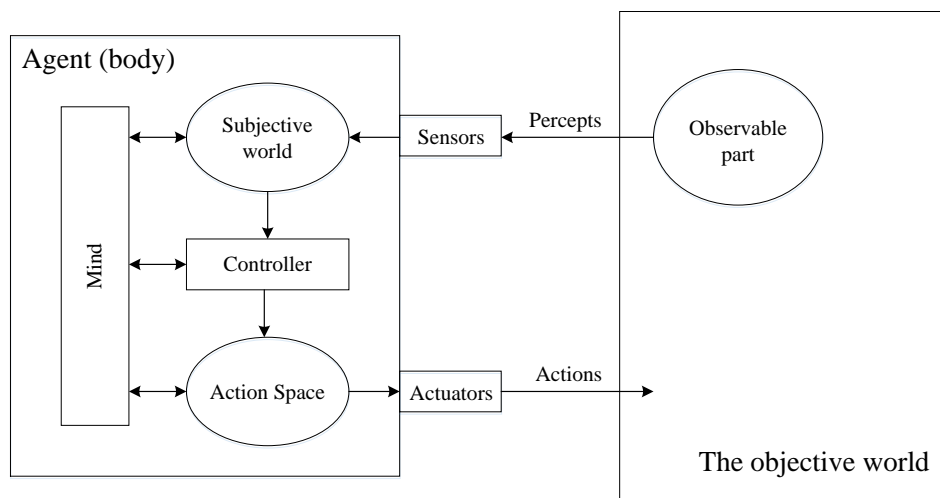 Agent (body)
Subjective
world
Sensors
Percepts
Observable
part
Mind
Controller
Action Space
Actuators
Actions
The objective world